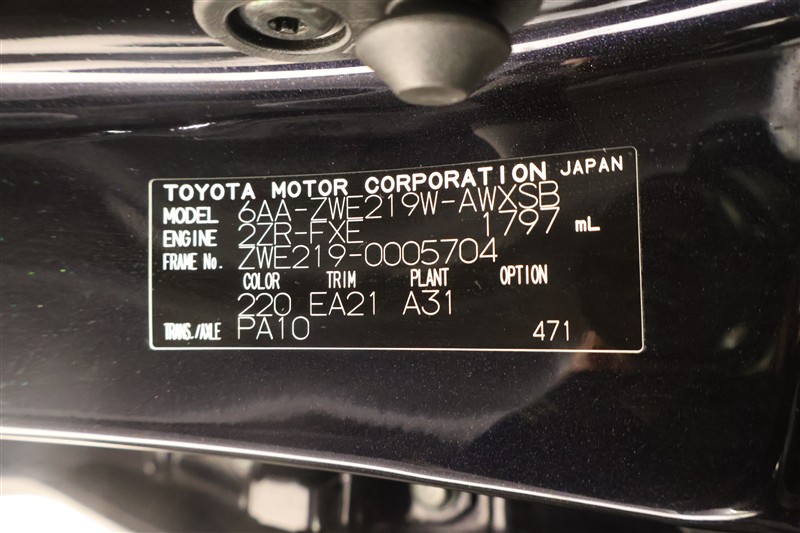 TOYOTA MOTOR CORPORATION JAPAN
MODEL 6AA-ZWE219W-AWXSB
ENGINE 2ZR-FXE 1797 mL
FRAME No. ZWE219-0005704
COLOR TRIM PLANT OPTION
220 EA21 A31
TRANS./AXLE PA10 471